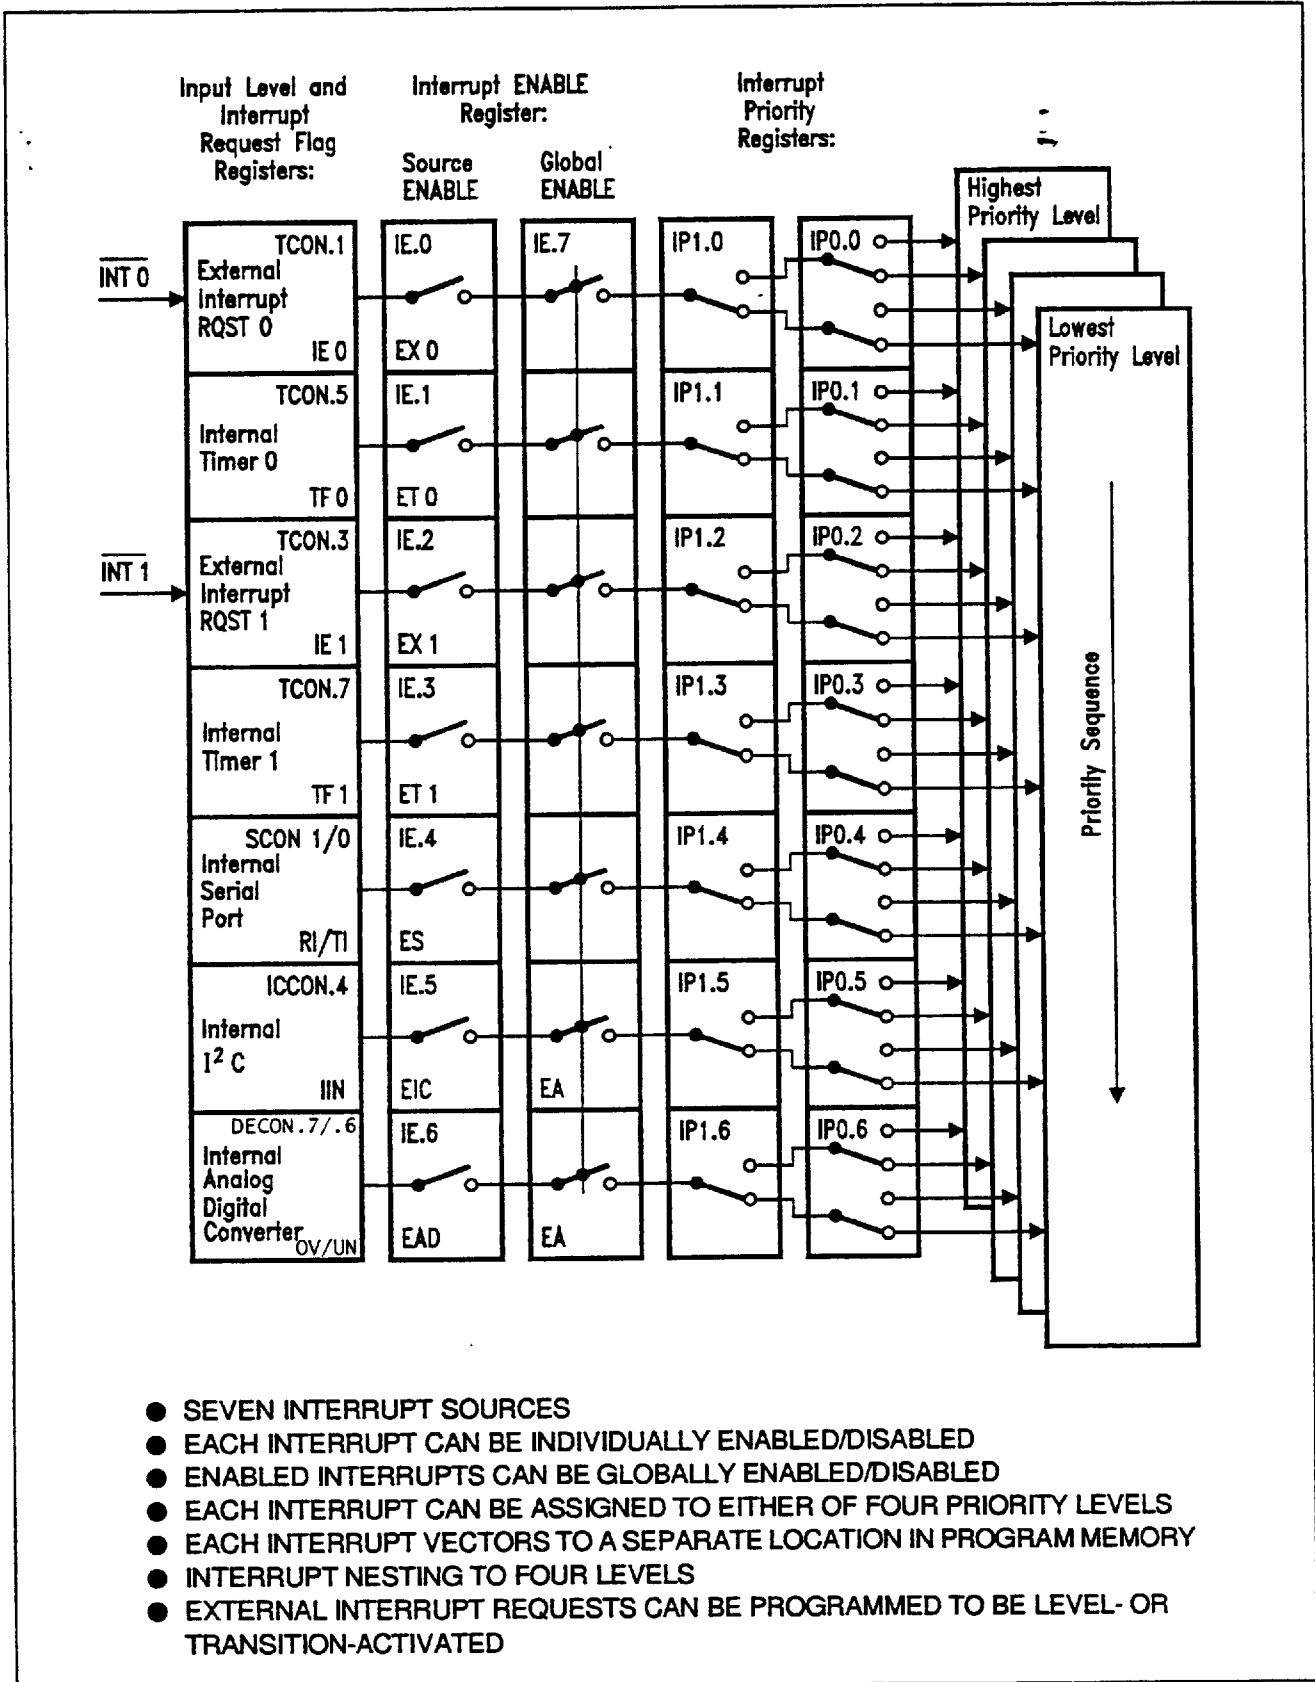 Input Level and
Interrupt
Request Flag
Registers:
Interrupt ENABLE
Register:
Source
ENABLE
Global
ENABLE
Interrupt
Priority
Registers:
Highest
Priority Level
Lowest
Priority Level
Priority Sequence
INT 0
TCON.1
External
Interrupt
RQST 0
IE 0
IE.0
EX 0
IE.7
IP1.0
IP0.0
TCON.5
Internal
Timer 0
TF 0
IE.1
ET 0
IP1.1
IP0.1
INT 1
TCON.3
External
Interrupt
RQST 1
IE 1
IE.2
EX 1
IP1.2
IP0.2
TCON.7
Internal
Timer 1
TF 1
IE.3
ET 1
IP1.3
IP0.3
SCON 1/0
Internal
Serial
Port
RI/TI
IE.4
ES
IP1.4
IP0.4
ICCON.4
Internal
I² C
IIN
IE.5
EIC
EA
IP1.5
IP0.5
DECON.7/.6
Internal
Analog
Digital
Converter
OV/UN
IE.6
EAD
EA
IP1.6
IP0.6
● SEVEN INTERRUPT SOURCES
● EACH INTERRUPT CAN BE INDIVIDUALLY ENABLED/DISABLED
● ENABLED INTERRUPTS CAN BE GLOBALLY ENABLED/DISABLED
● EACH INTERRUPT CAN BE ASSIGNED TO EITHER OF FOUR PRIORITY LEVELS
● EACH INTERRUPT VECTORS TO A SEPARATE LOCATION IN PROGRAM MEMORY
● INTERRUPT NESTING TO FOUR LEVELS
● EXTERNAL INTERRUPT REQUESTS CAN BE PROGRAMMED TO BE LEVEL- OR
TRANSITION-ACTIVATED